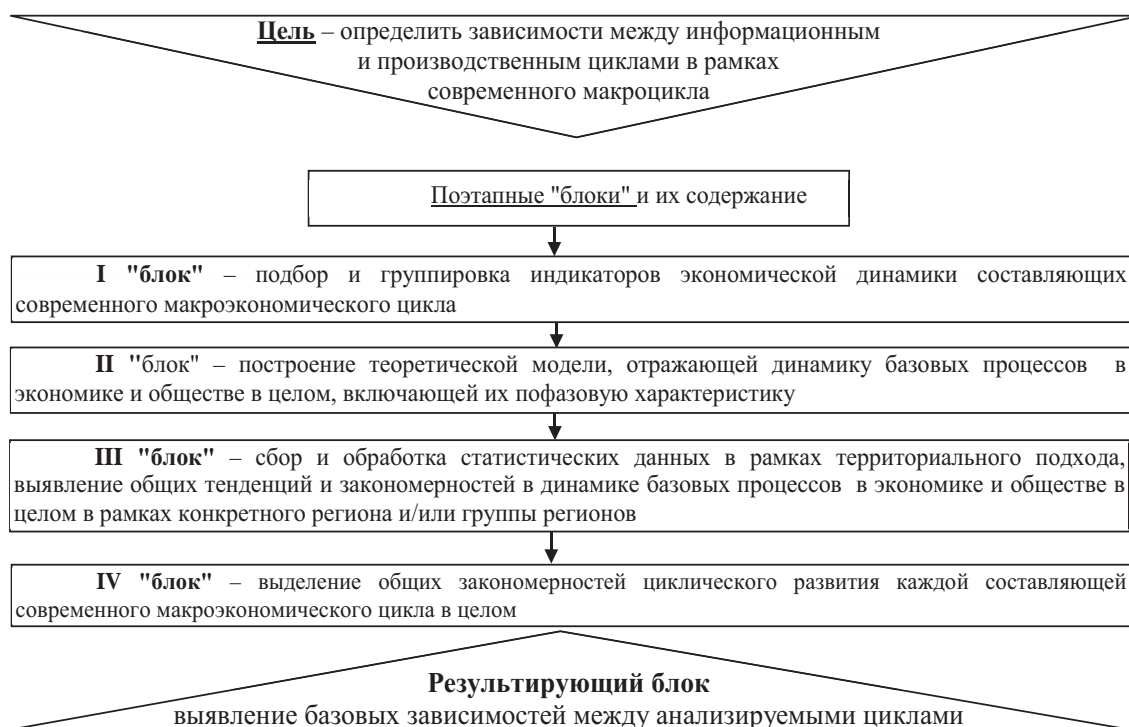 Цель – определить зависимости между информационным
и производственным циклами в рамках
современного макроцикла
Поэтапные "блоки" и их содержание
I "блок" – подбор и группировка индикаторов экономической динамики составляющих
современного макроэкономического цикла
II "блок" – построение теоретической модели, отражающей динамику базовых процессов в
экономике и обществе в целом, включающей их пофазовую характеристику
III "блок" – сбор и обработка статистических данных в рамках территориального подхода,
выявление общих тенденций и закономерностей в динамике базовых процессов в экономике и обществе в
целом в рамках конкретного региона и/или группы регионов
IV "блок" – выделение общих закономерностей циклического развития каждой составляющей
современного макроэкономического цикла в целом
Результирующий блок
выявление базовых зависимостей между анализируемыми циклами